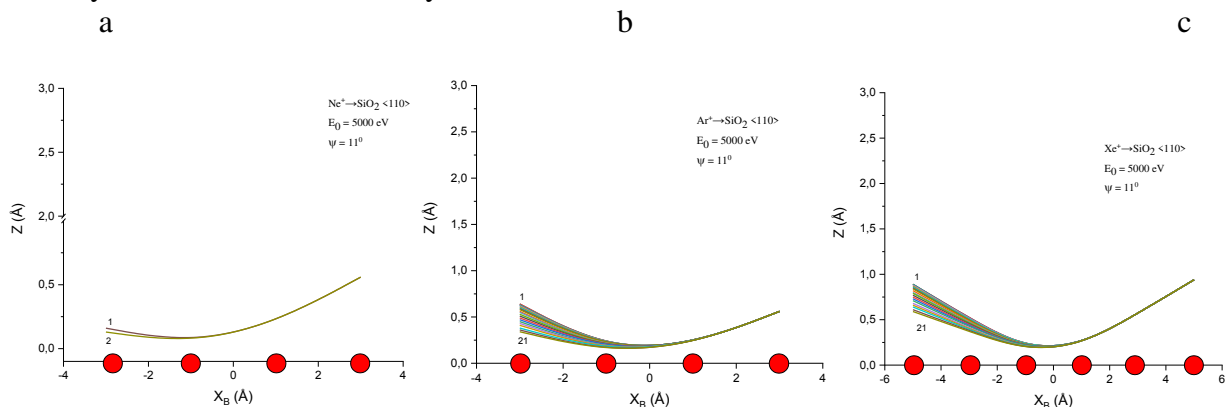 a
b
c
3,0
2,5
2,0
0,5
0,0
Z (Å)
Ne⁺→SiO₂ <110>
E₀ = 5000 eV
ψ = 11⁰
1
2
-4
-2
0
2
4
X_B (Å)
3,0
2,5
2,0
1,5
1,0
0,5
0,0
Z (Å)
Ar⁺→SiO₂ <110>
E₀ = 5000 eV
ψ = 11⁰
1
21
-4
-2
0
2
4
X_B (Å)
3,0
2,5
2,0
1,5
1,0
0,5
0,0
Z (Å)
Xe⁺→SiO₂ <110>
E₀ = 5000 eV
ψ = 11⁰
1
21
-6
-4
-2
0
2
4
6
X_B (Å)